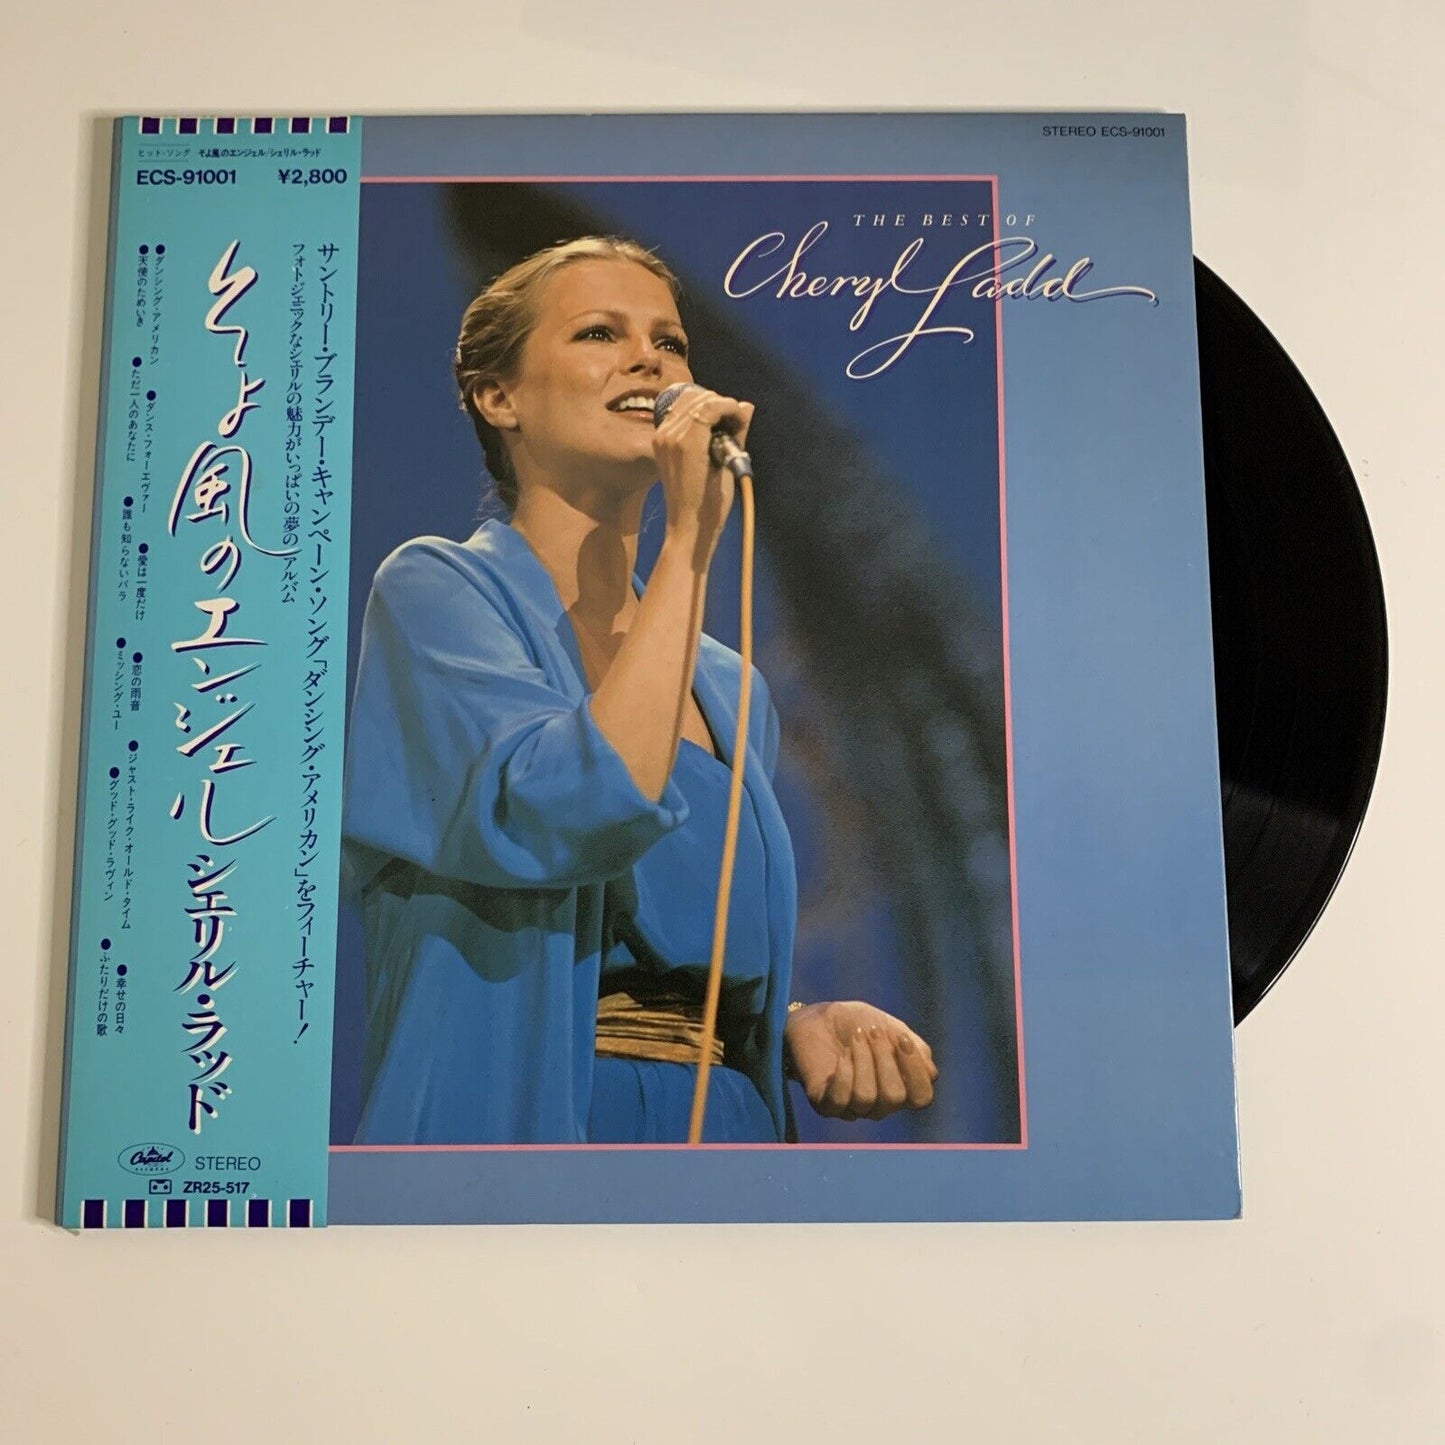 ヒット・ソング そよ風のエンジェル/シェリル・ラッド
ECS-91001 ¥2,800
サントリー・ブランデー・キャンペーン・ソング「ダンシング・アメリカン」をフィーチャー!
フォトジェニックなシェリルの魅力がいっぱいの夢のアルバム
そよ風のエンジェル シェリル・ラッド
●ダンシング・アメリカン ●ダンス・フォーエヴァー ●愛は一度だけ ●恋の雨音 ●ジャスト・ライク・オールド・タイム ●幸せの日々
●天使のためいき ●ただ一人のあなたに ●誰も知らないバラ ●ミッシング・ユー ●グッド・グッド・ラヴィン ●ふたりだけの歌
Capitol
RECORDS
STEREO
ZR25-517
STEREO ECS-91001
THE BEST OF
Cheryl Ladd